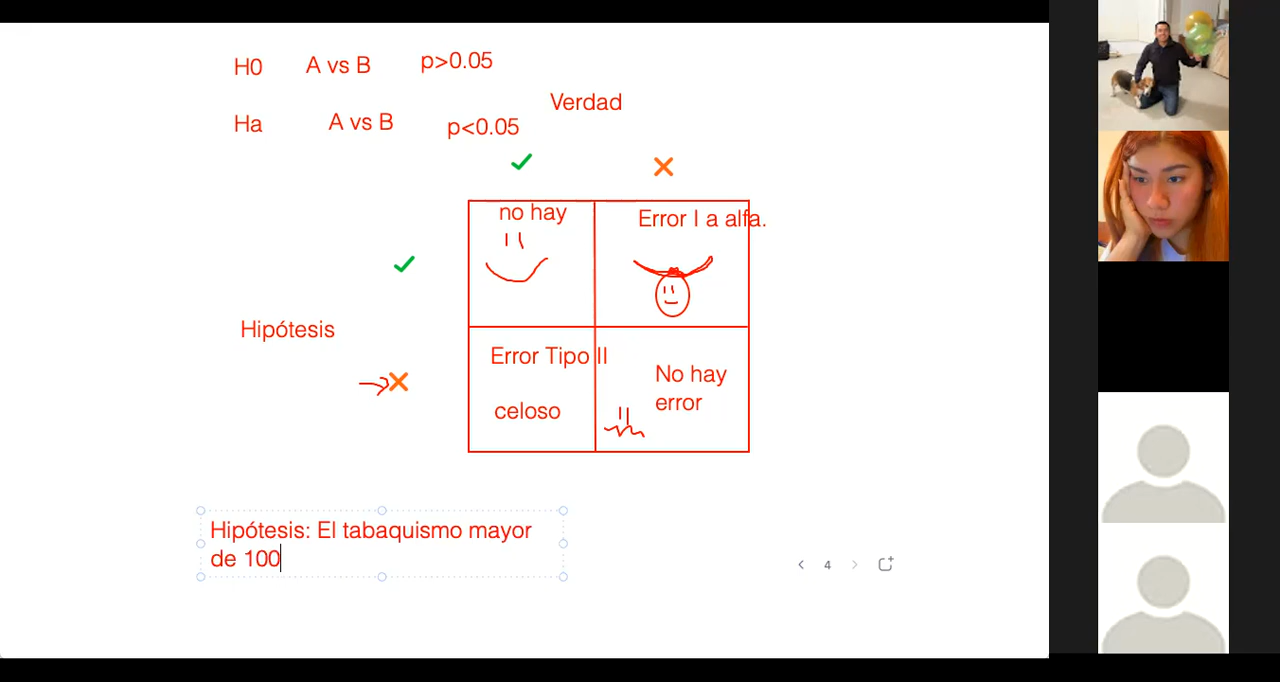 H0 A vs B p>0.05
Verdad
Ha A vs B p<0.05
no hay
Error I a alfa.
Hipótesis
Error Tipo II
No hay
error
celoso
Hipótesis: El tabaquismo mayor
de 100
4